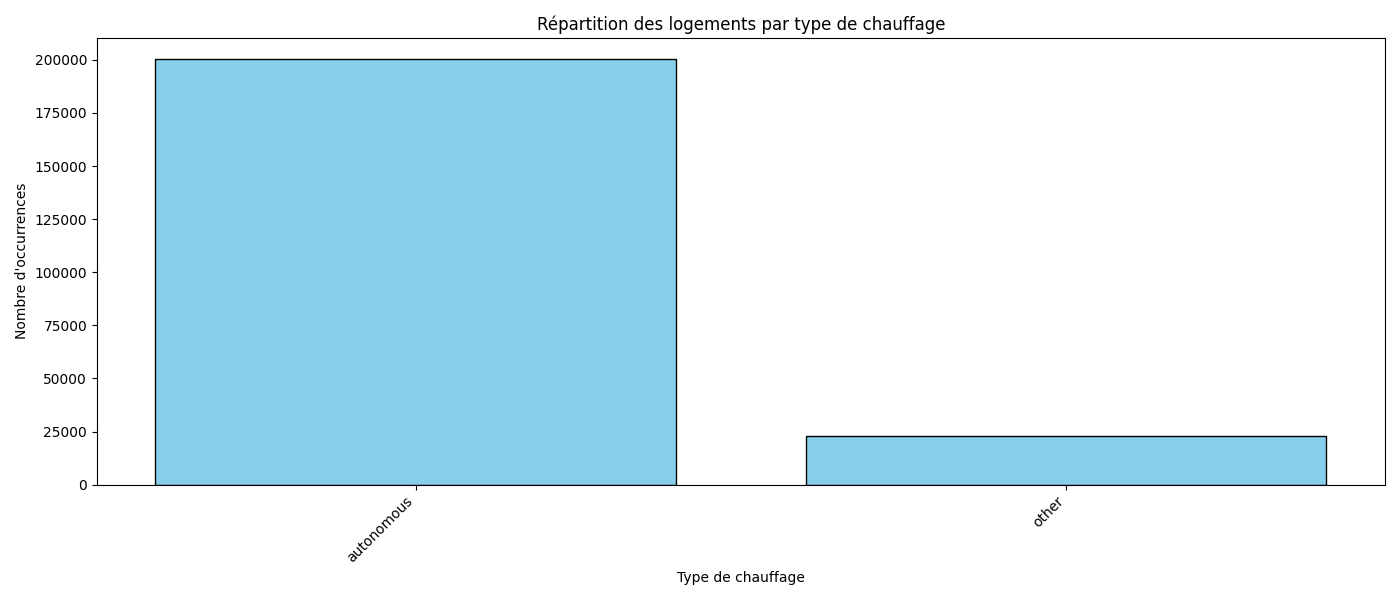 Répartition des logements par type de chauffage
200000
175000
150000
125000
100000
75000
50000
25000
0
Nombre d'occurrences
autonomous
other
Type de chauffage